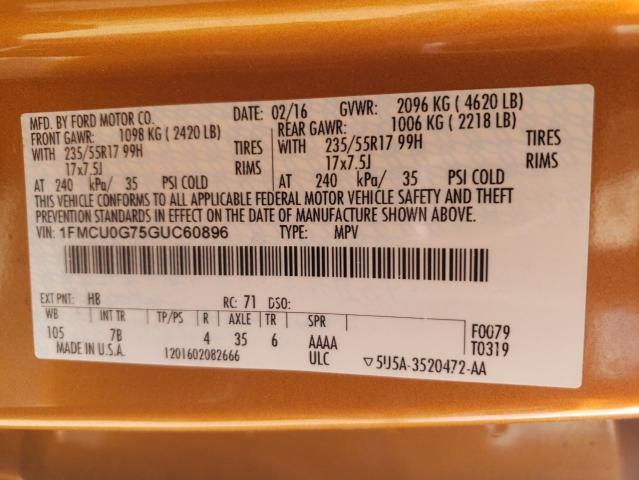 MFD. BY FORD MOTOR CO. DATE: 02/16 GVWR: 2096 KG ( 4620 LB)
FRONT GAWR: 1098 KG ( 2420 LB) REAR GAWR: 1006 KG ( 2218 LB)
WITH 235/55R17 99H TIRES WITH 235/55R17 99H TIRES
17x7.5J RIMS 17x7.5J RIMS
AT 240 kPa/ 35 PSI COLD AT 240 kPa/ 35 PSI COLD
THIS VEHICLE CONFORMS TO ALL APPLICABLE FEDERAL MOTOR VEHICLE SAFETY AND THEFT
PREVENTION STANDARDS IN EFFECT ON THE DATE OF MANUFACTURE SHOWN ABOVE.
VIN: 1FMCU0G75GUC60896 TYPE: MPV
EXT PNT: HB RC: 71 DSO:
WB INT TR TP/PS R AXLE TR SPR F0079
105 7B 4 35 6 AAAA T0319
MADE IN U.S.A. 1201602082666 ULC ▽5U5A-3520472-AA